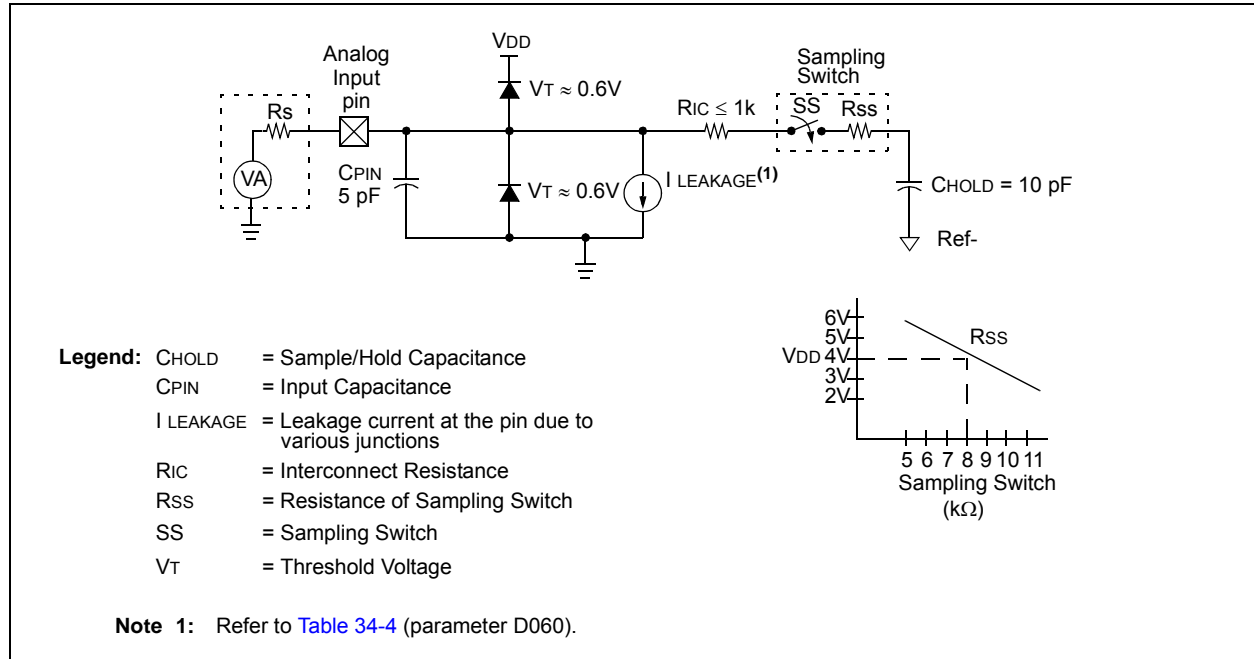 VDD
Analog
Input
pin
Sampling
Switch
VT ≈ 0.6V
Rs
RIC ≤ 1k
SS
Rss
VA
CPIN
5 pF
VT ≈ 0.6V
I LEAKAGE(1)
CHOLD = 10 pF
Ref-
6V
5V
VDD 4V
3V
2V
RSS
5 6 7 8 9 10 11
Sampling Switch
(kΩ)
Legend: CHOLD = Sample/Hold Capacitance
CPIN = Input Capacitance
I LEAKAGE = Leakage current at the pin due to
various junctions
RIC = Interconnect Resistance
RSS = Resistance of Sampling Switch
SS = Sampling Switch
VT = Threshold Voltage
Note 1: Refer to Table 34-4 (parameter D060).